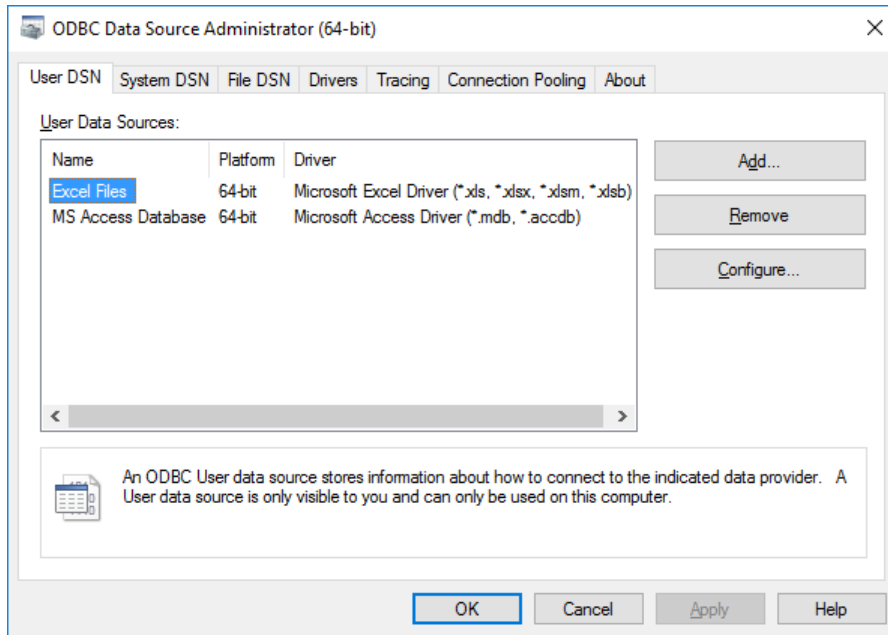 ODBC Data Source Administrator (64-bit)
User DSN System DSN File DSN Drivers Tracing Connection Pooling About
User Data Sources:
Name Platform Driver
Excel Files 64-bit Microsoft Excel Driver (*.xls, *.xlsx, *.xlsm, *.xlsb)
MS Access Database 64-bit Microsoft Access Driver (*.mdb, *.accdb)
Add...
Remove
Configure...
An ODBC User data source stores information about how to connect to the indicated data provider. A
User data source is only visible to you and can only be used on this computer.
OK Cancel Apply Help